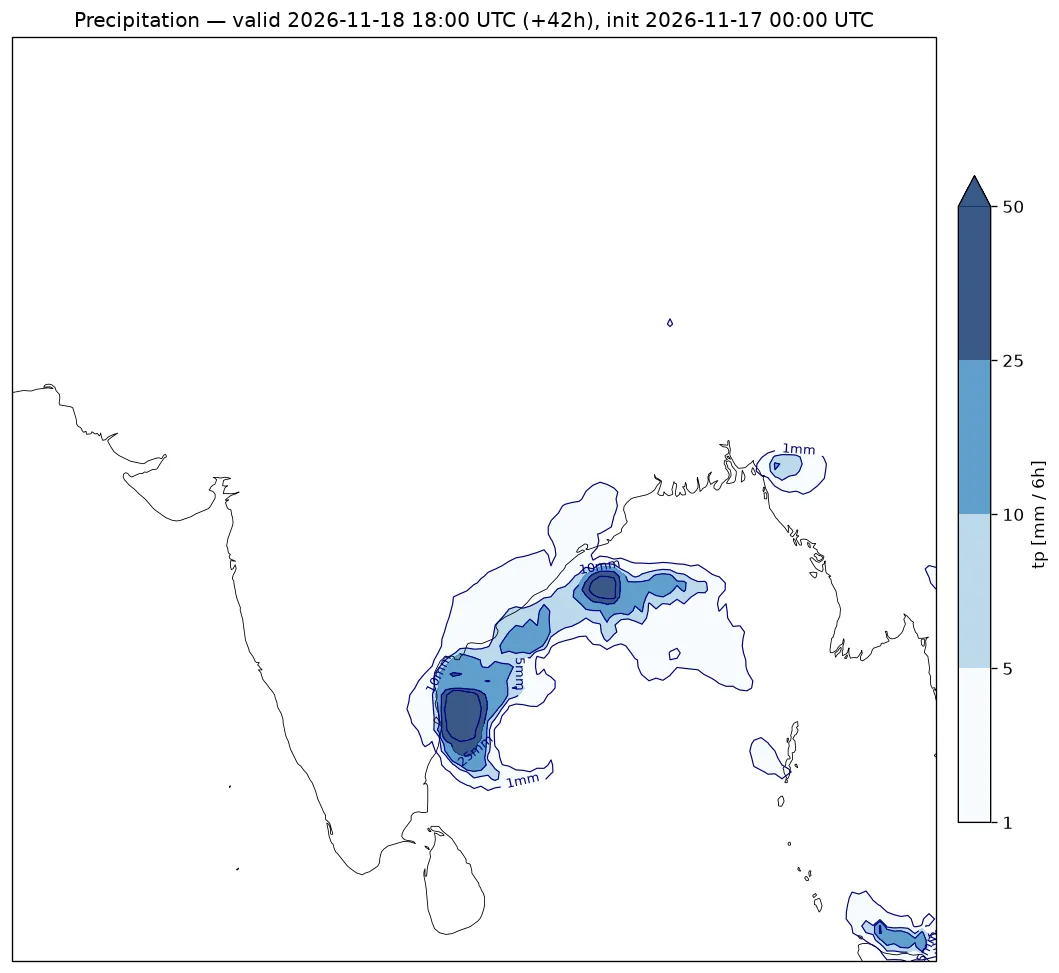 Precipitation — valid 2026-11-18 18:00 UTC (+42h), init 2026-11-17 00:00 UTC
50
25
10
5
1
tp [mm / 6h]
1mm
10mm
5mm
10mm
25mm
1mm